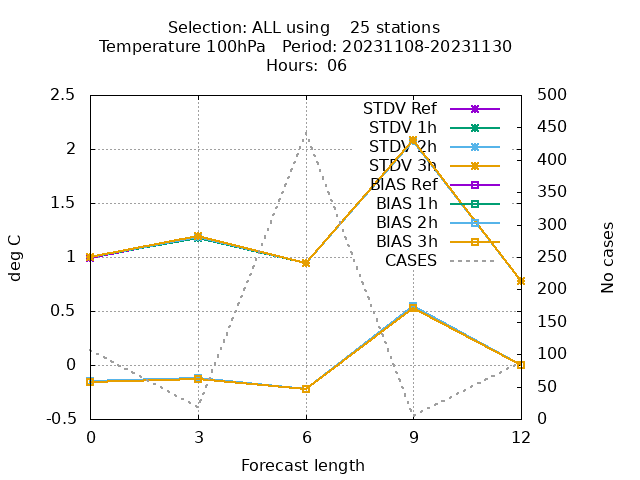 Selection: ALL using    25 stations
Temperature 100hPa   Period: 20231108-20231130
Hours:  06
2.5
2
1.5
1
0.5
0
-0.5
deg C
500
450
400
350
300
250
200
150
100
50
0
No cases
STDV Ref
STDV 1h
STDV 2h
STDV 3h
BIAS Ref
BIAS 1h
BIAS 2h
BIAS 3h
CASES
0 3 6 9 12
Forecast length